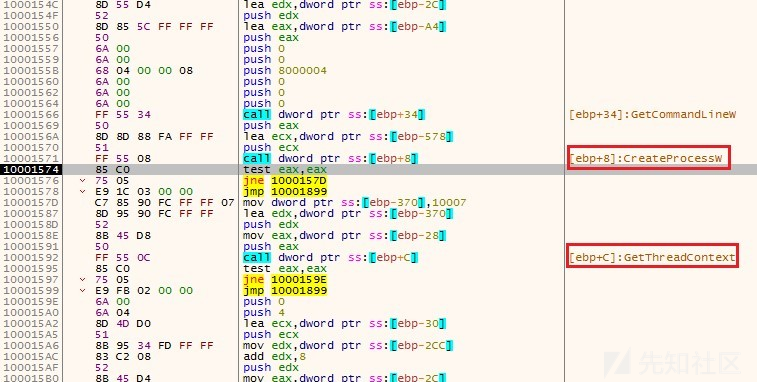 1000154C 8D 55 D4 lea edx,dword ptr ss:[ebp-2C]
1000154F 52 push edx
10001550 8D 85 5C FF FF FF lea eax,dword ptr ss:[ebp-A4]
10001556 50 push eax
10001557 6A 00 push 0
10001559 6A 00 push 0
1000155B 68 04 00 00 08 push 8000004
10001560 6A 00 push 0
10001562 6A 00 push 0
10001564 6A 00 push 0
10001566 FF 55 34 call dword ptr ss:[ebp+34] [ebp+34]:GetCommandLineW
10001569 50 push eax
1000156A 8D 8D 88 FA FF FF lea ecx,dword ptr ss:[ebp-578]
10001570 51 push ecx
10001571 FF 55 08 call dword ptr ss:[ebp+8] [ebp+8]:CreateProcessW
10001574 85 C0 test eax,eax
10001576 75 05 jne 1000157D
10001578 E9 1C 03 00 00 jmp 10001899
1000157D C7 85 90 FC FF FF 07 mov dword ptr ss:[ebp-370],10007
10001587 8D 95 90 FC FF FF lea edx,dword ptr ss:[ebp-370]
1000158D 52 push edx
1000158E 8B 45 D8 mov eax,dword ptr ss:[ebp-28]
10001591 50 push eax
10001592 FF 55 0C call dword ptr ss:[ebp+C] [ebp+C]:GetThreadContext
10001595 85 C0 test eax,eax
10001597 75 05 jne 1000159E
10001599 E9 FB 02 00 00 jmp 10001899
1000159E 6A 00 push 0
100015A0 6A 04 push 4
100015A2 8D 4D D0 lea ecx,dword ptr ss:[ebp-30]
100015A5 51 push ecx
100015A6 8B 95 34 FD FF FF mov edx,dword ptr ss:[ebp-2CC]
100015AC 83 C2 08 add edx,8
100015AF 52 push edx
100015B0 8B 45 D4 mov eax,dword ptr ss:[ebp-2C]
先知社区